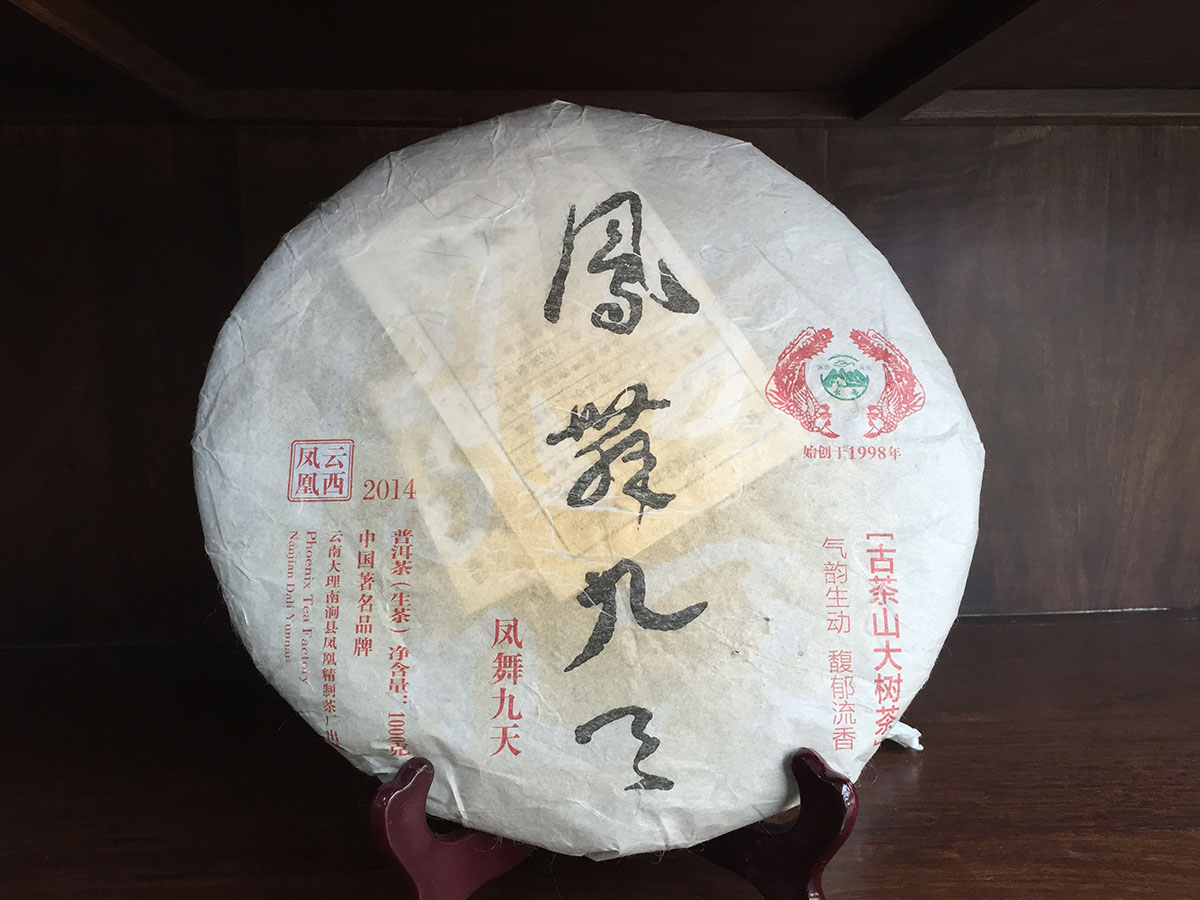 鳳舞九天
始创于1998年
[古茶山大树茶]
气韵生动 馥郁流香
凤舞九天
云西
凤凰
2014
普洱茶(生茶) 净含量:1000克
中国著名品牌
云南大理南涧县凤凰精制茶厂出
Phoenix Tea Factory
Nanjian Dali Yunnan